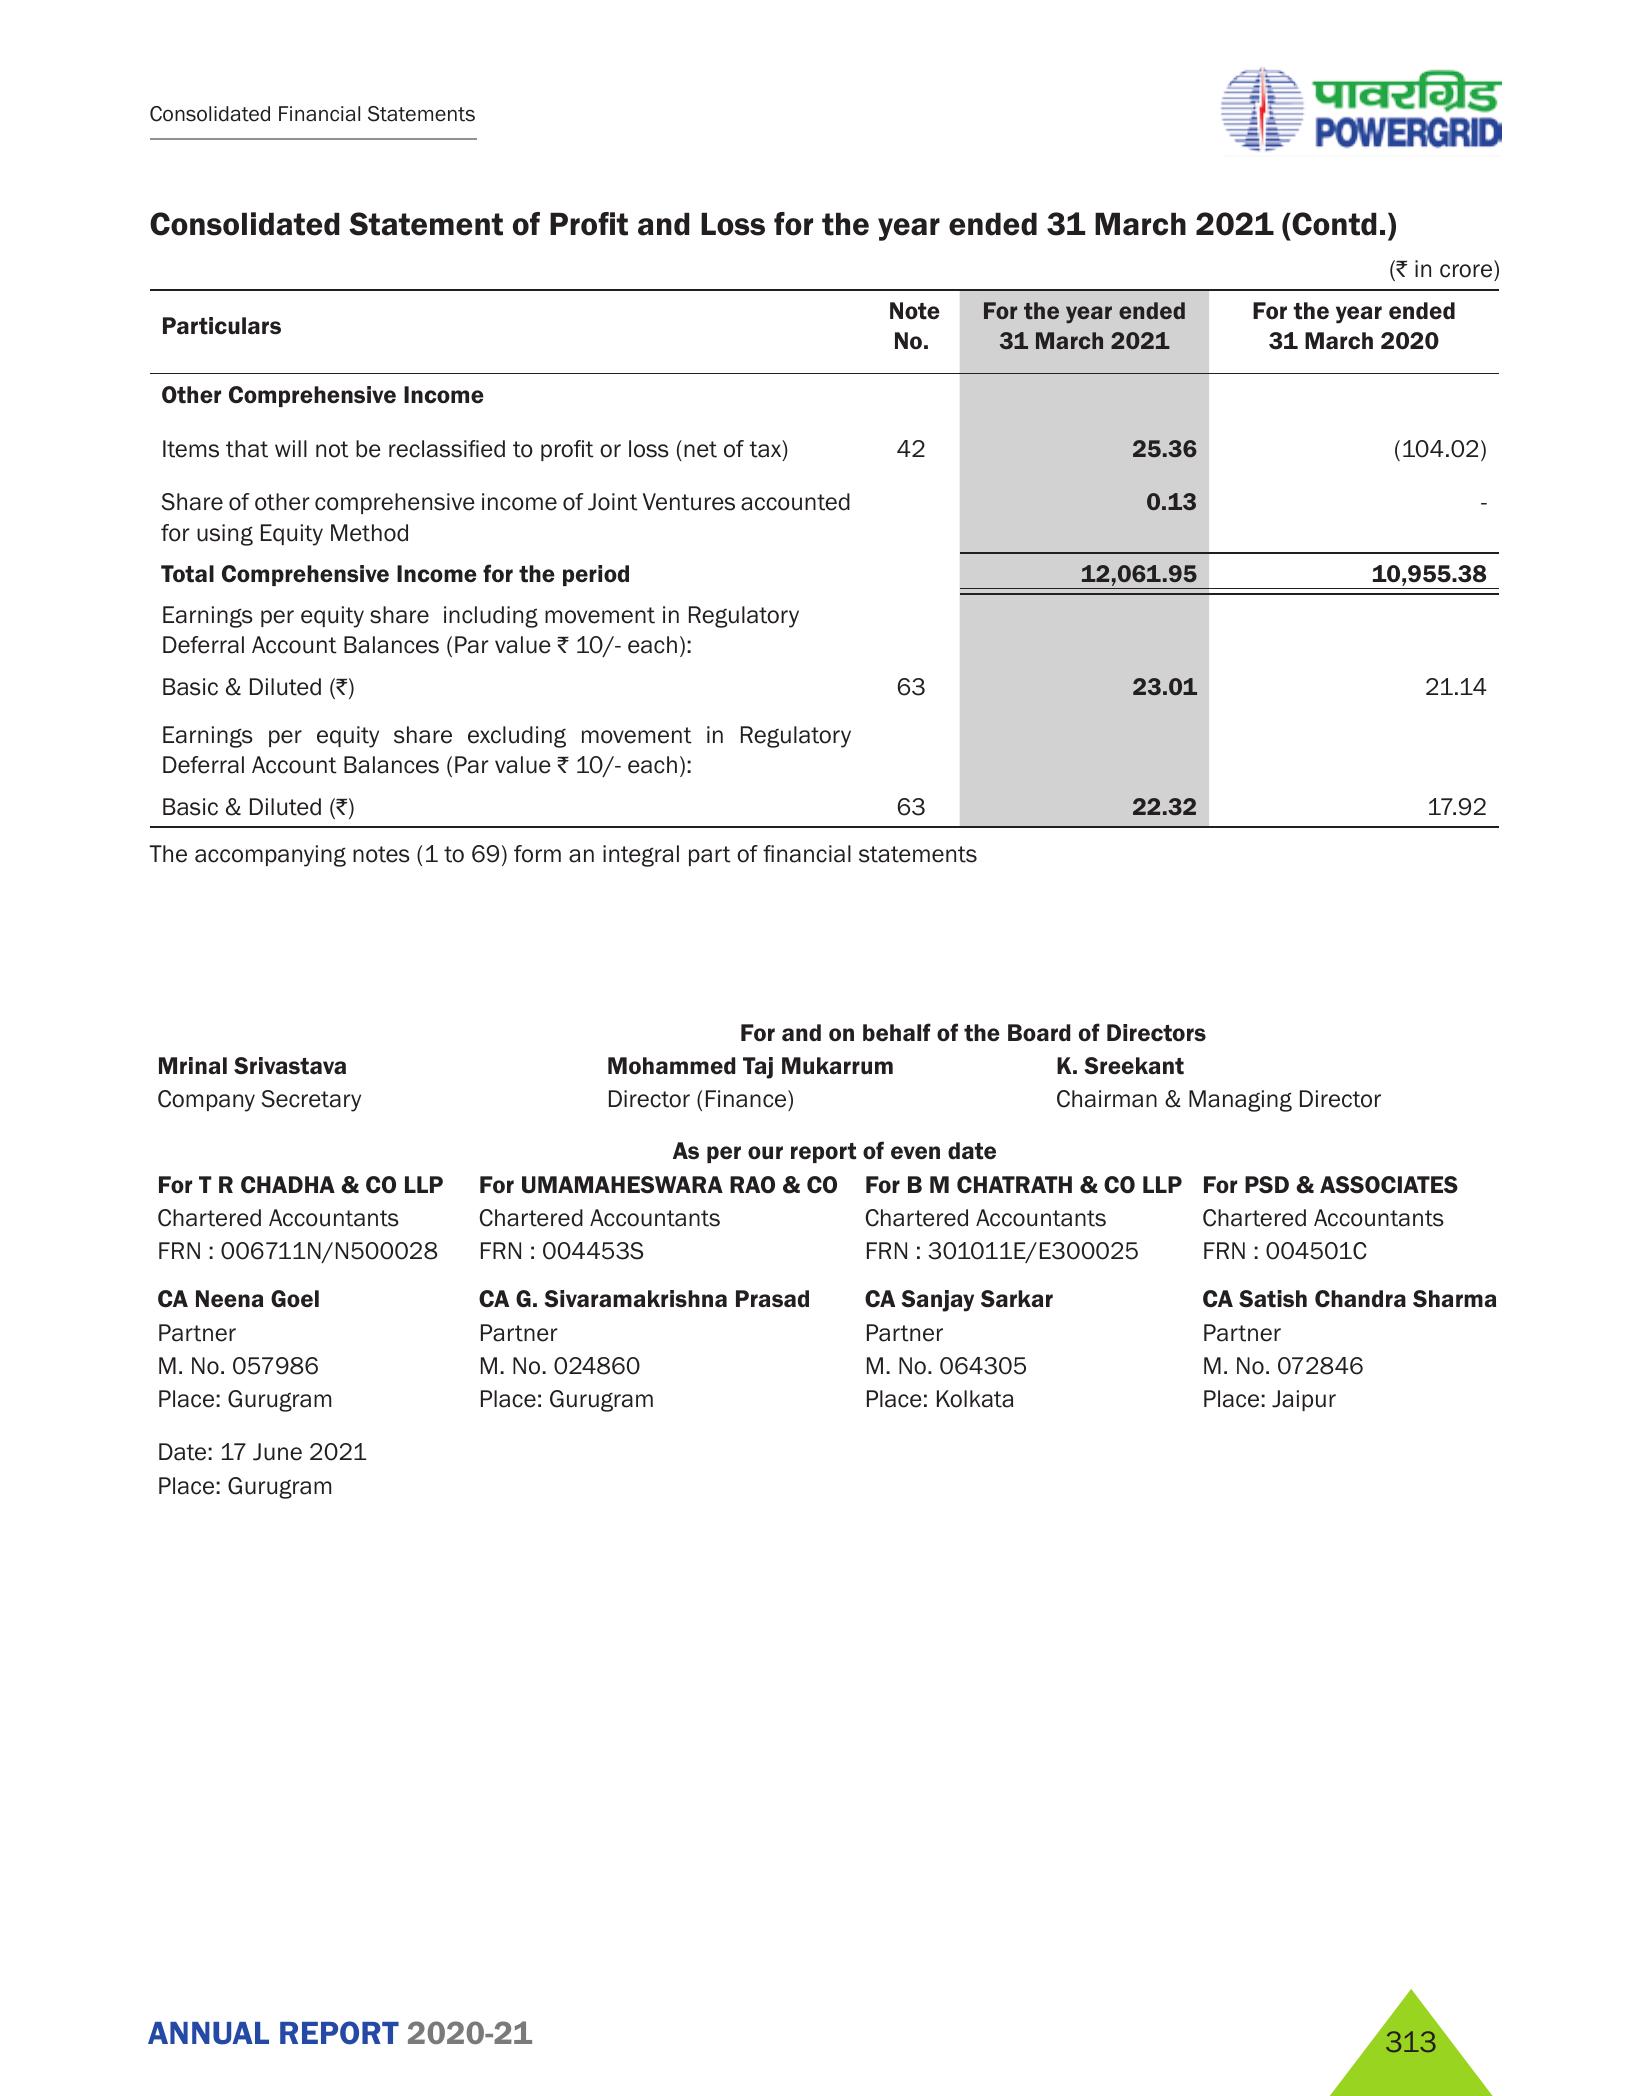 Consolidated Financial Statements
पावरग्रिड
POWERGRID
Consolidated Statement of Profit and Loss for the year ended 31 March 2021 (Contd.)
(₹ in crore)
Particulars Note No. For the year ended 31 March 2021 For the year ended 31 March 2020
Other Comprehensive Income
Items that will not be reclassified to profit or loss (net of tax) 42 25.36 (104.02)
Share of other comprehensive income of Joint Ventures accounted 0.13 -
for using Equity Method
Total Comprehensive Income for the period 12,061.95 10,955.38
Earnings per equity share including movement in Regulatory
Deferral Account Balances (Par value ₹ 10/- each):
Basic & Diluted (₹) 63 23.01 21.14
Earnings per equity share excluding movement in Regulatory
Deferral Account Balances (Par value ₹ 10/- each):
Basic & Diluted (₹) 63 22.32 17.92
The accompanying notes (1 to 69) form an integral part of financial statements
For and on behalf of the Board of Directors
Mrinal Srivastava Mohammed Taj Mukarrum K. Sreekant
Company Secretary Director (Finance) Chairman & Managing Director
As per our report of even date
For T R CHADHA & CO LLP For UMAMAHESWARA RAO & CO For B M CHATRATH & CO LLP For PSD & ASSOCIATES
Chartered Accountants Chartered Accountants Chartered Accountants Chartered Accountants
FRN : 006711N/N500028 FRN : 004453S FRN : 301011E/E300025 FRN : 004501C
CA Neena Goel CA G. Sivaramakrishna Prasad CA Sanjay Sarkar CA Satish Chandra Sharma
Partner Partner Partner Partner
M. No. 057986 M. No. 024860 M. No. 064305 M. No. 072846
Place: Gurugram Place: Gurugram Place: Kolkata Place: Jaipur
Date: 17 June 2021
Place: Gurugram
ANNUAL REPORT 2020-21
313